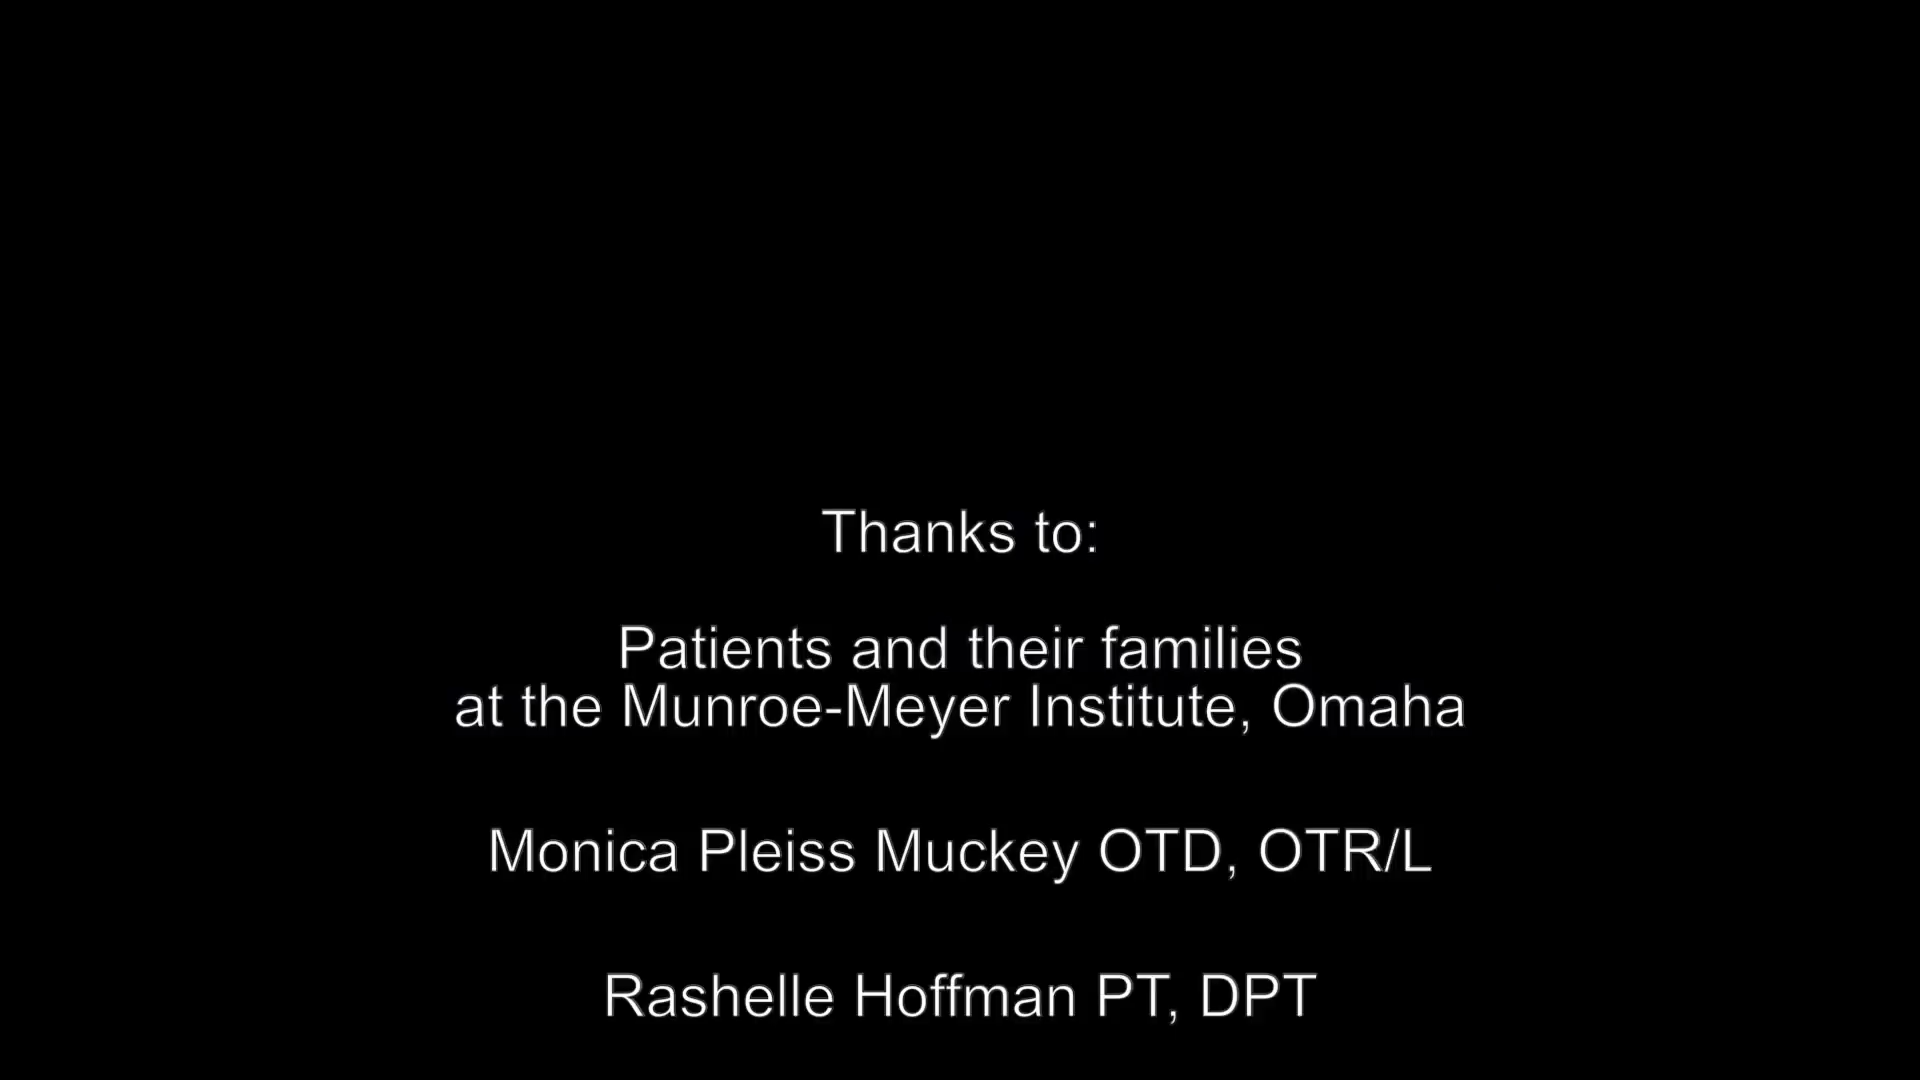 Thanks to:
Patients and their families
at the Munroe-Meyer Institute, Omaha
Monica Pleiss Muckey OTD, OTR/L
Rashelle Hoffman PT, DPT